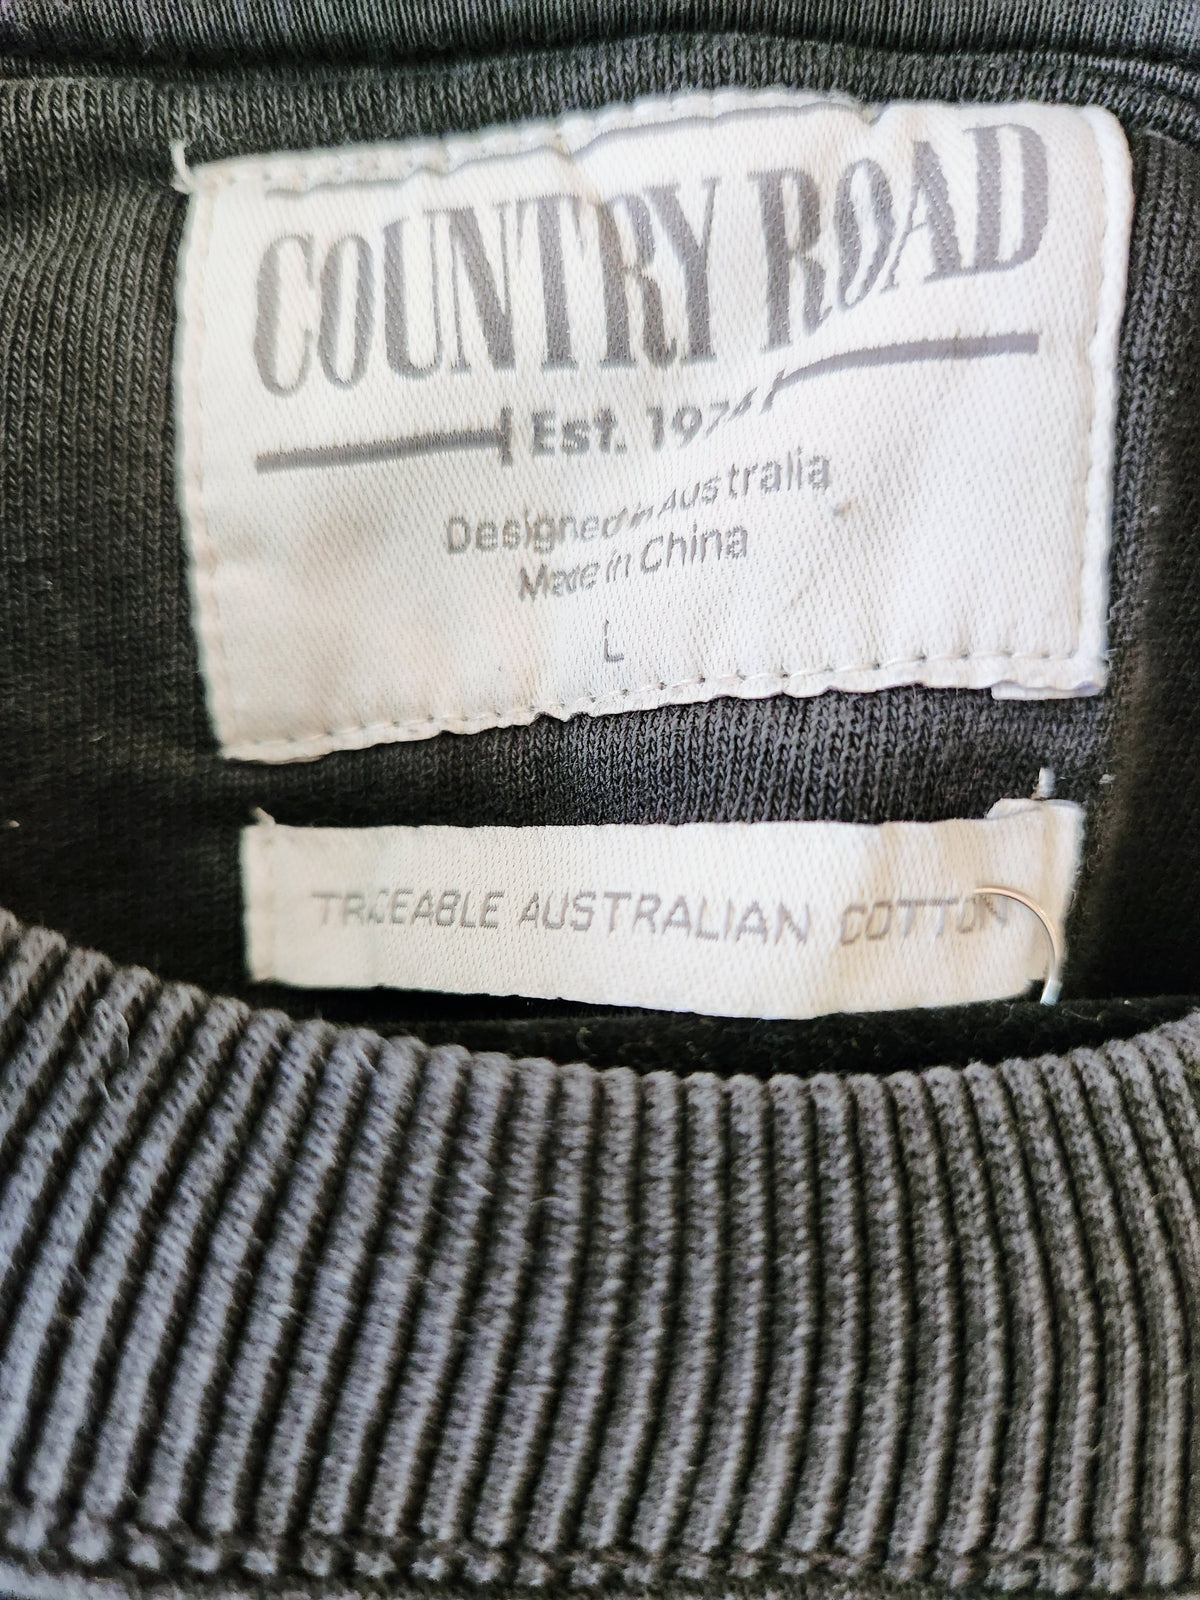 COUNTRY ROAD
Est. 1974
Designed in Australia
Made in China
L
TRACEABLE AUSTRALIAN COTTON